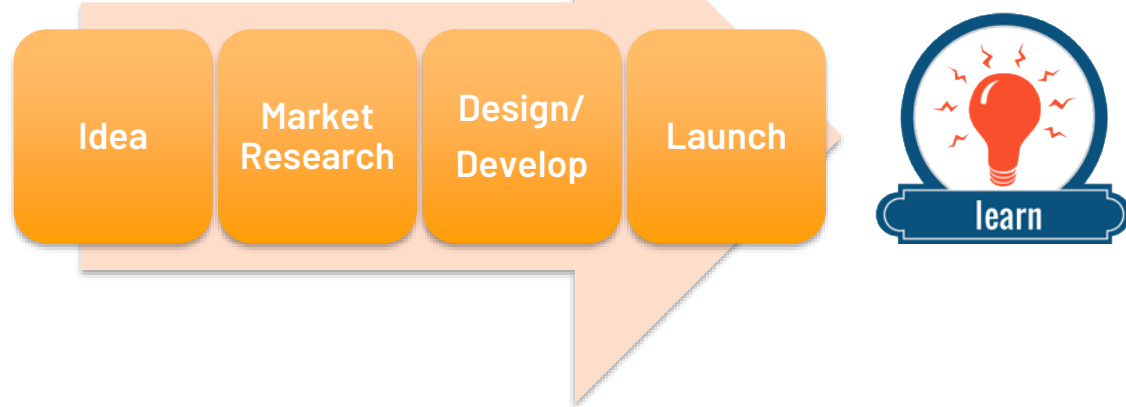 Idea
Market
Research
Design/
Develop
Launch
learn